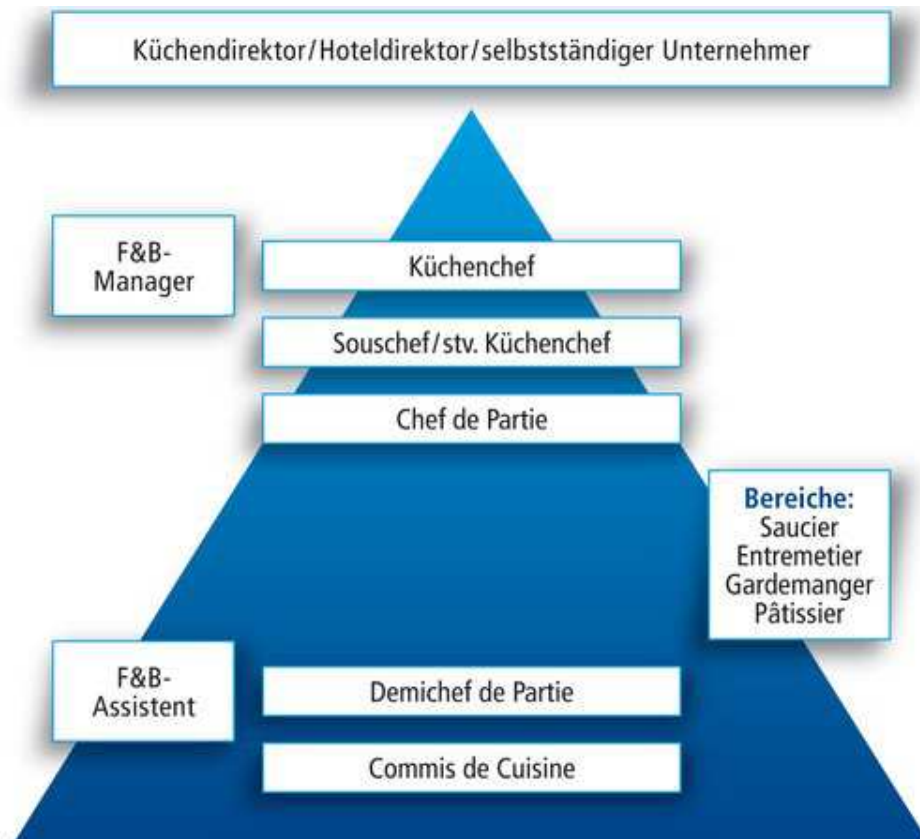 Küchendirektor/Hoteldirektor/selbstständiger Unternehmer
F&B-
Manager
Küchenchef
Souschef/stv. Küchenchef
Chef de Partie
Bereiche:
Saucier
Entremetier
Gardemanger
Pâtissier
F&B-
Assistent
Demichef de Partie
Commis de Cuisine